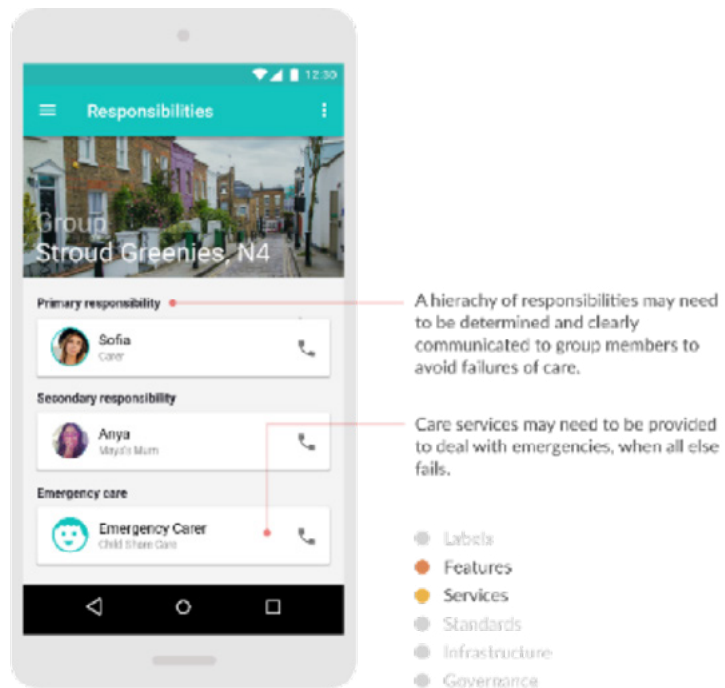 12:30
Responsibilities
Group
Stroud Greenies, N4
Primary responsibility
Sofia
Carer
Secondary responsibility
Anya
Maya's Mum
Emergency care
Emergency Carer
Child Share Care
A hierachy of responsibilities may need
to be determined and clearly
communicated to group members to
avoid failures of care.
Care services may need to be provided
to deal with emergencies, when all else
fails.
Labels
Features
Services
Standards
Infrastructure
Governance